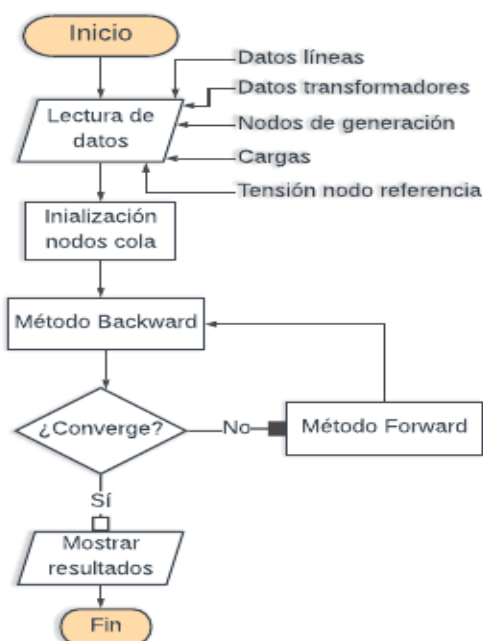 Inicio
Datos líneas
Datos transformadores
Lectura de
datos
Nodos de generación
Cargas
Tensión nodo referencia
Inialización
nodos cola
Método Backward
¿Converge?
No
Método Forward
Sí
Mostrar
resultados
Fin